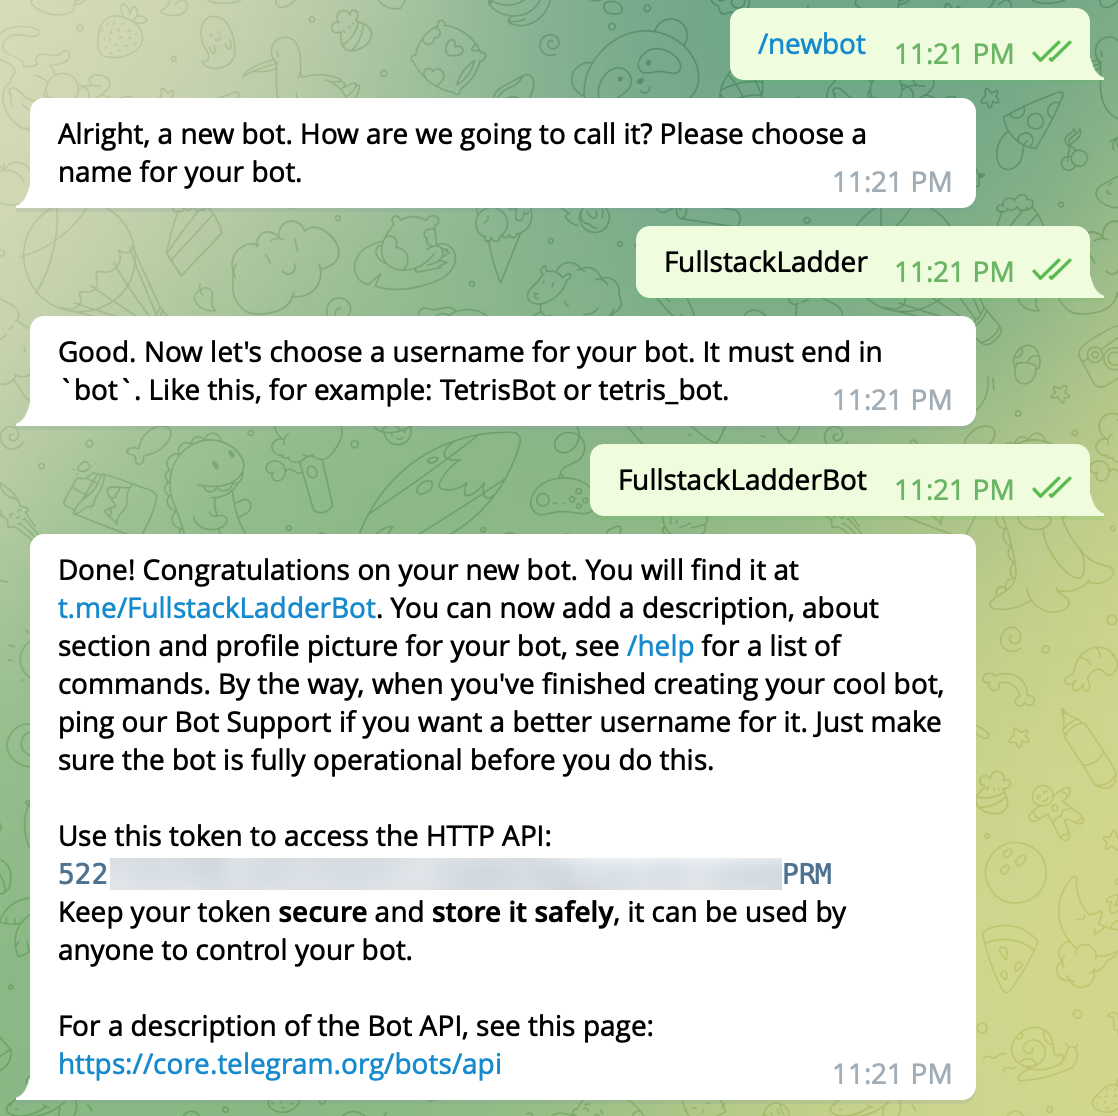 /newbot 11:21 PM
Alright, a new bot. How are we going to call it? Please choose a
name for your bot.
11:21 PM
FullstackLadder 11:21 PM
Good. Now let's choose a username for your bot. It must end in
`bot`. Like this, for example: TetrisBot or tetris_bot.
11:21 PM
FullstackLadderBot 11:21 PM
Done! Congratulations on your new bot. You will find it at
t.me/FullstackLadderBot. You can now add a description, about
section and profile picture for your bot, see /help for a list of
commands. By the way, when you've finished creating your cool bot,
ping our Bot Support if you want a better username for it. Just make
sure the bot is fully operational before you do this.
Use this token to access the HTTP API:
522 PRM
Keep your token secure and store it safely, it can be used by
anyone to control your bot.
For a description of the Bot API, see this page:
https://core.telegram.org/bots/api
11:21 PM